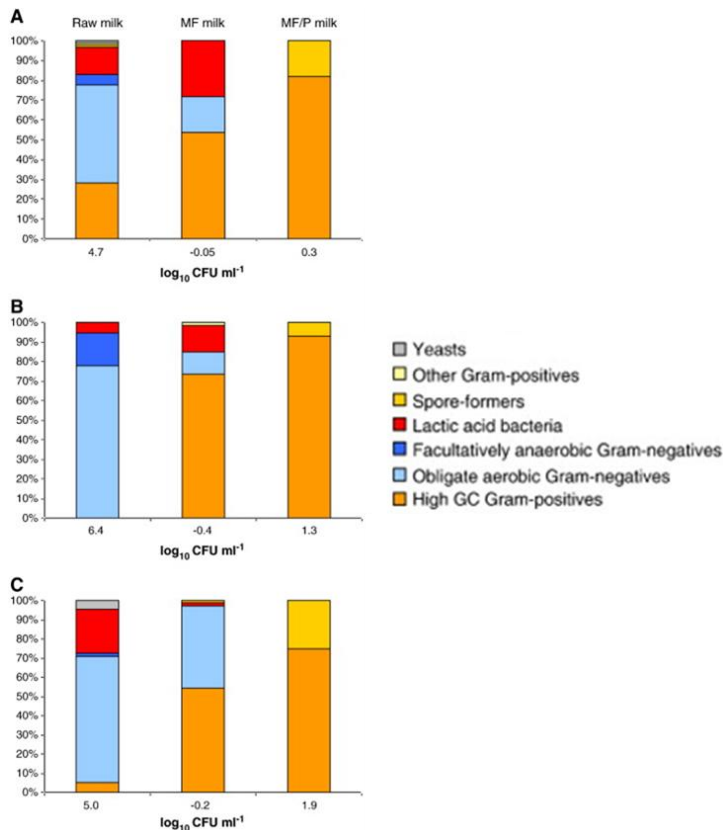 A
Raw milk MF milk MF/P milk
100%
90%
80%
70%
60%
50%
40%
30%
20%
10%
0%
4.7 -0.05 0.3
log10 CFU ml-1
B
100%
90%
80%
70%
60%
50%
40%
30%
20%
10%
0%
6.4 -0.4 1.3
log10 CFU ml-1
Yeasts
Other Gram-positives
Spore-formers
Lactic acid bacteria
Facultatively anaerobic Gram-negatives
Obligate aerobic Gram-negatives
High GC Gram-positives
C
100%
90%
80%
70%
60%
50%
40%
30%
20%
10%
0%
5.0 -0.2 1.9
log10 CFU ml-1